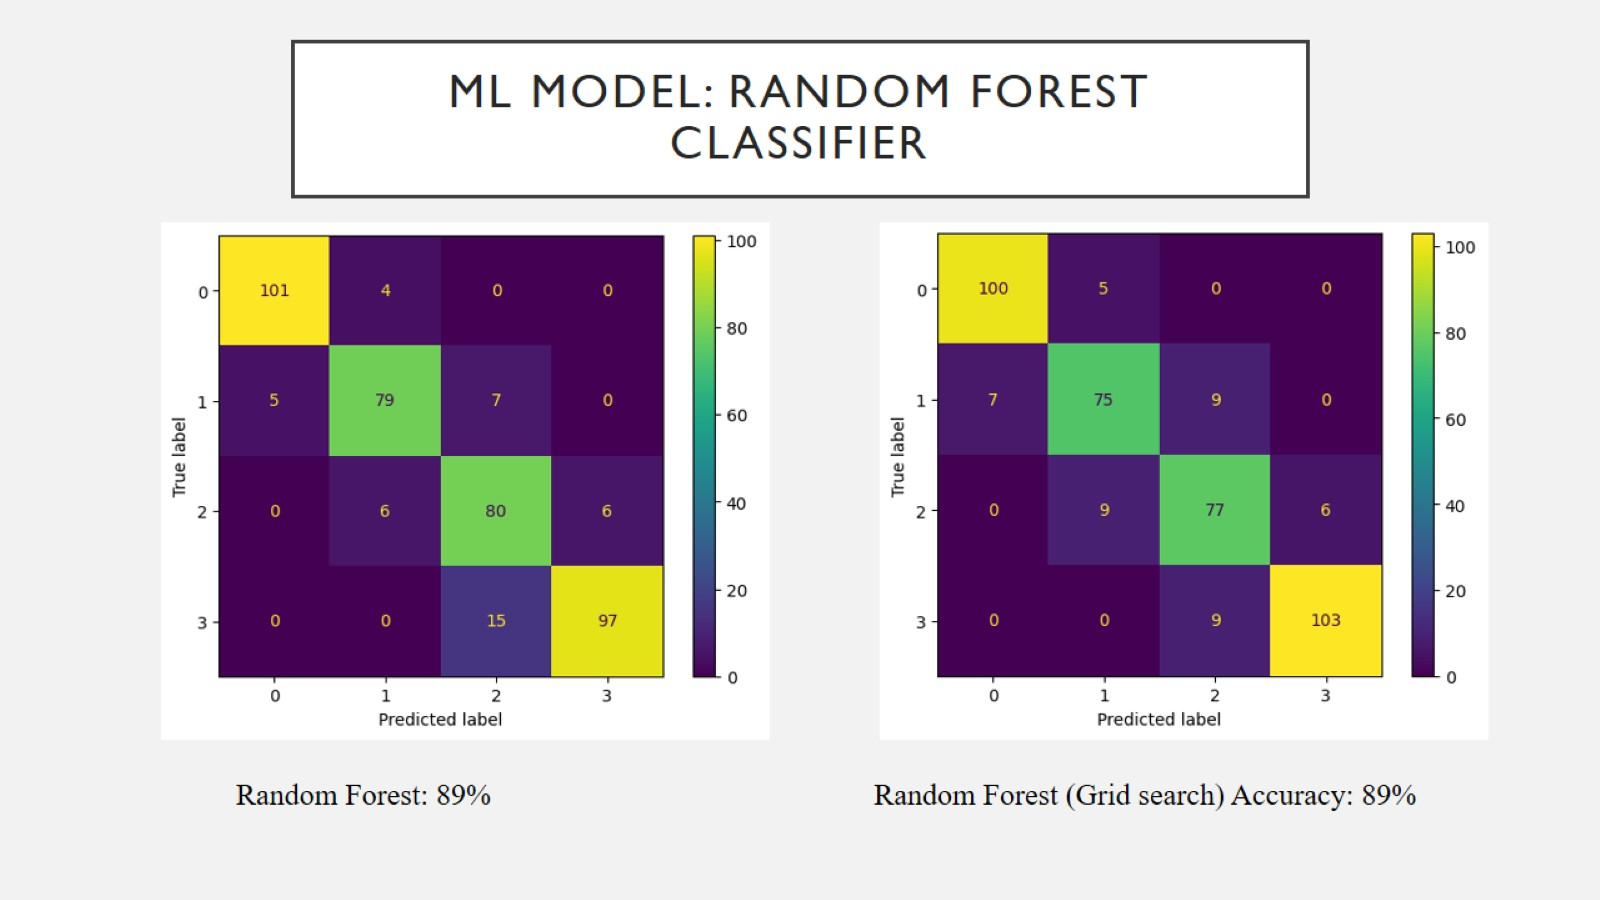 ML MODEL: RANDOM FOREST
CLASSIFIER
True label
0 101 4 0 0
1 5 79 7 0
2 0 6 80 6
3 0 0 15 97
0 1 2 3
Predicted label
100
80
60
40
20
0
True label
0 100 5 0 0
1 7 75 9 0
2 0 9 77 6
3 0 0 9 103
0 1 2 3
Predicted label
100
80
60
40
20
0
Random Forest: 89%
Random Forest (Grid search) Accuracy: 89%